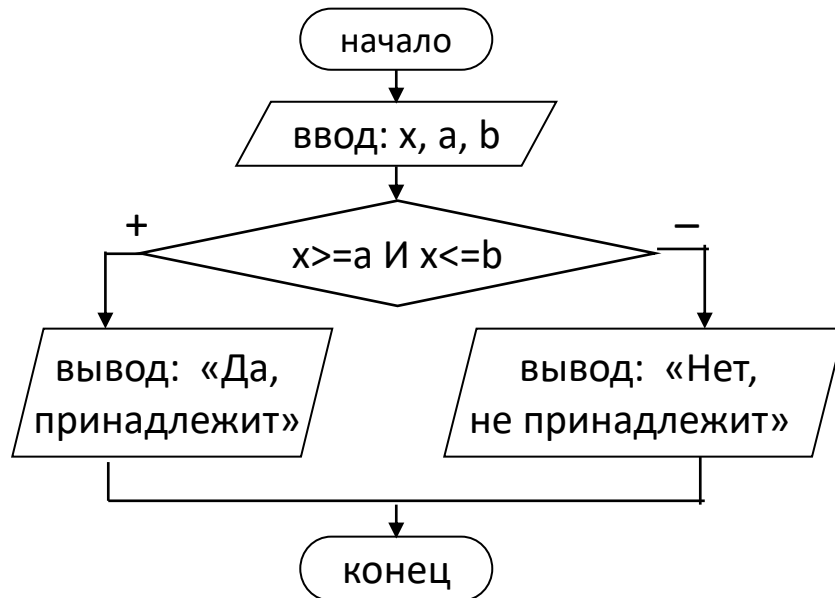 начало
ввод: x, a, b
+
–
x>=a И x<=b
вывод: «Да,
принадлежит»
вывод: «Нет,
не принадлежит»
конец